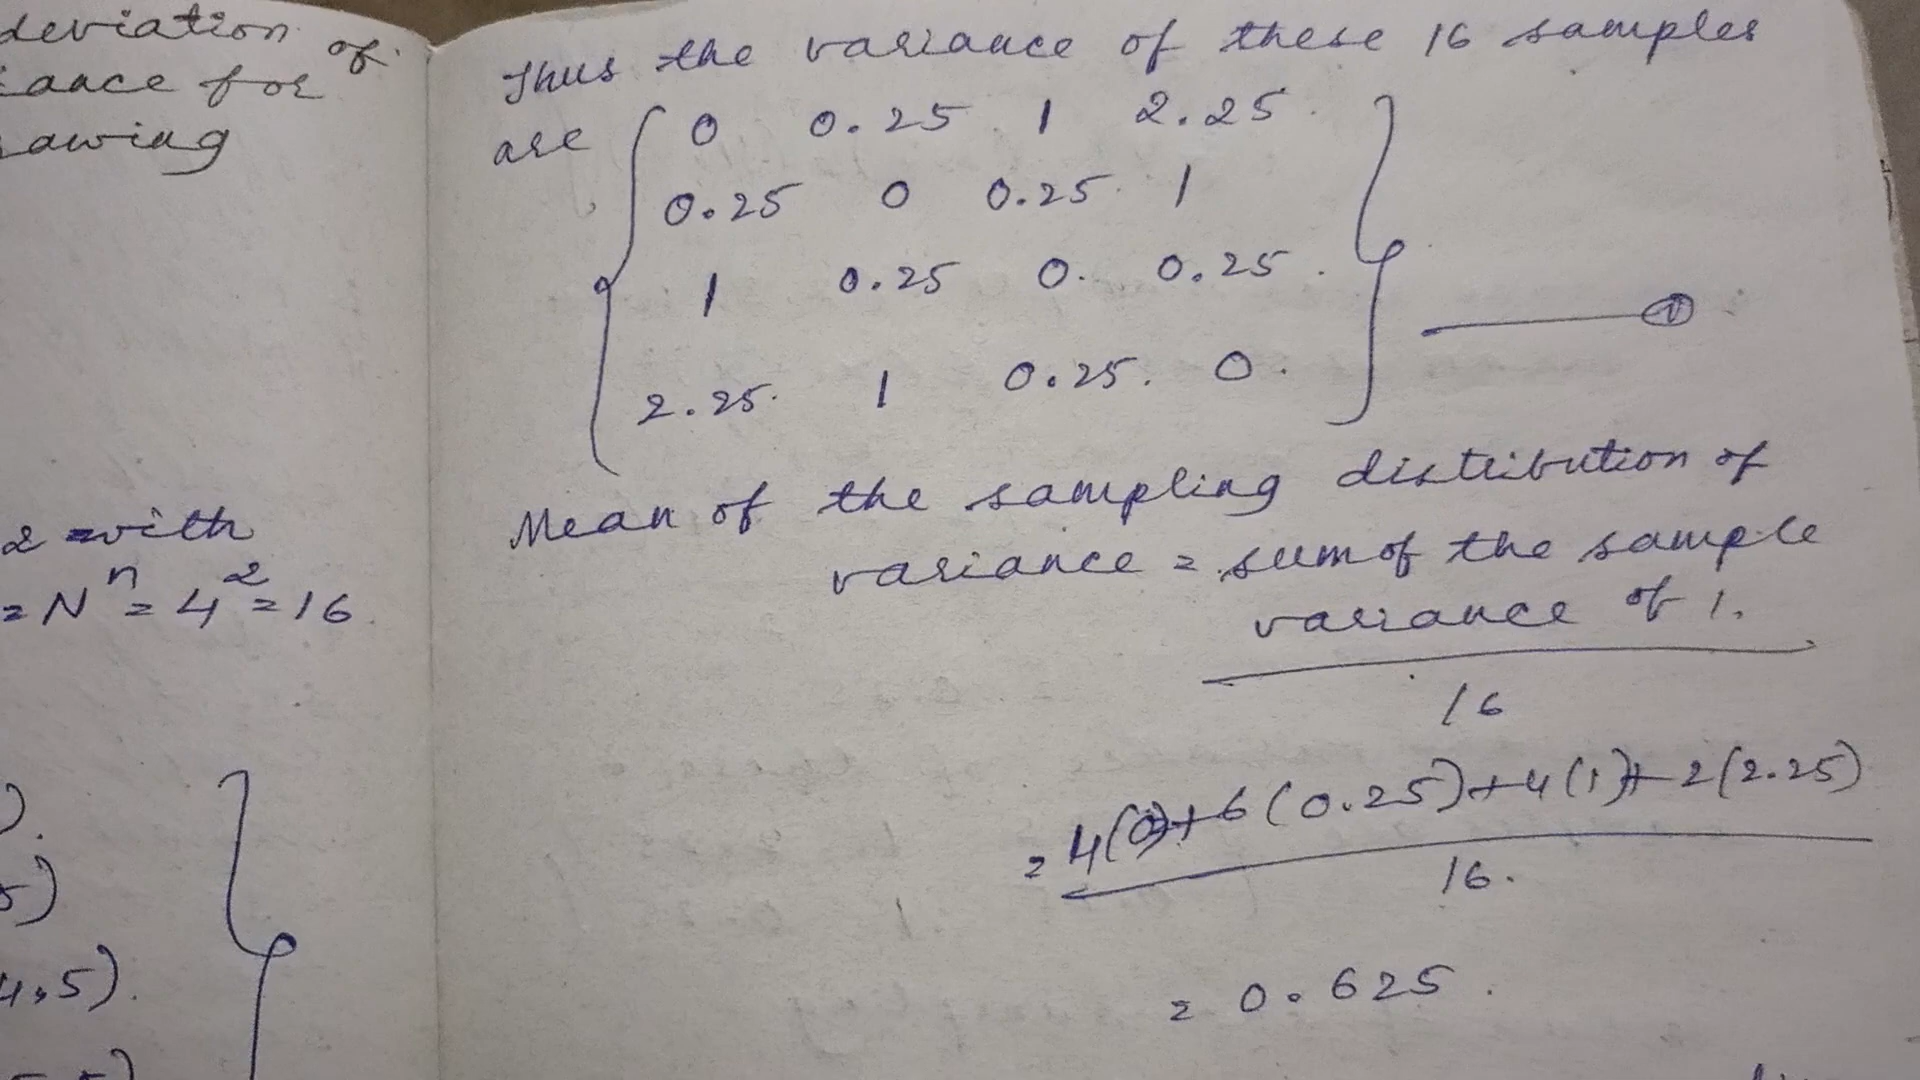 deviation of
for
2 with
= N^n = 4^2 = 16
).
5)
4,5).
Thus the variance of these 16 samples
are { 0 0.25 1 2.25
0.25 0 0.25 1
1 0.25 0. 0.25.
2.25. 1 0.25. 0. } — ①
Mean of the sampling distribution of
variance = sum of the sample
variance of 1.
16
= 4(0)+6(0.25)+4(1)+2(2.25)
16.
= 0.625.